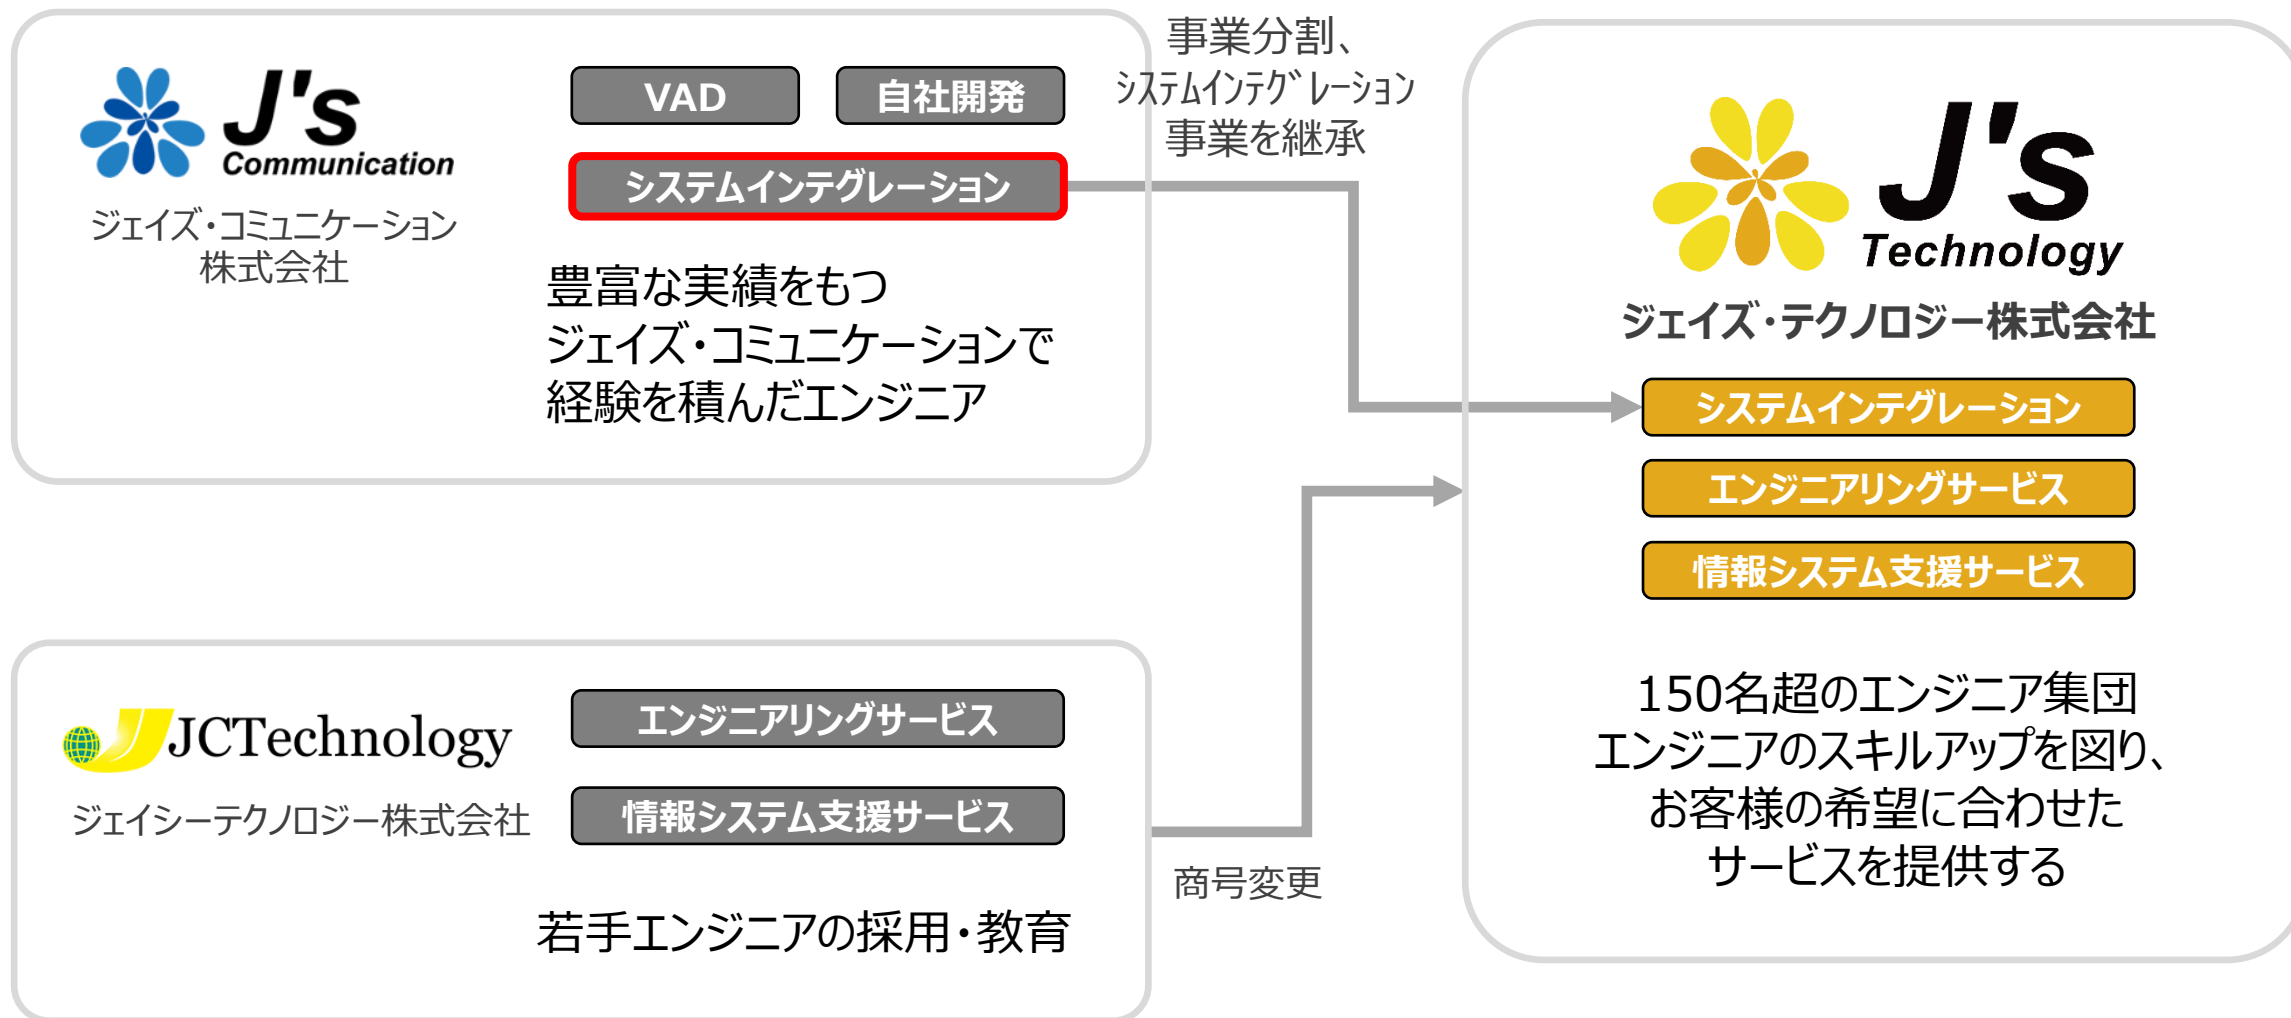 J's
Communication
ジェイズ・コミュニケーション
株式会社
VAD
自社開発
システムインテグレーション
豊富な実績をもつ
ジェイズ・コミュニケーションで
経験を積んだエンジニア
事業分割、
システムインテグレーション
事業を継承
JCTechnology
ジェイシーテクノロジー株式会社
エンジニアリングサービス
情報システム支援サービス
若手エンジニアの採用・教育
商号変更
J's
Technology
ジェイズ・テクノロジー株式会社
システムインテグレーション
エンジニアリングサービス
情報システム支援サービス
150名超のエンジニア集団
エンジニアのスキルアップを図り、
お客様の希望に合わせた
サービスを提供する